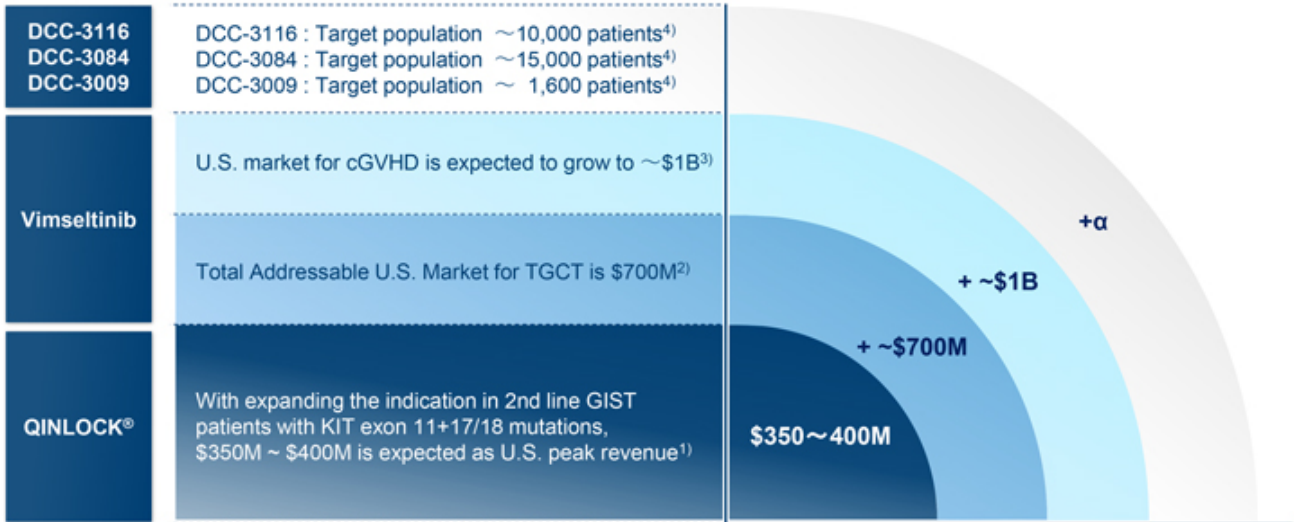 DCC-3116
DCC-3084
DCC-3009
DCC-3116 : Target population ~10,000 patients4)
DCC-3084 : Target population ~15,000 patients4)
DCC-3009 : Target population ~ 1,600 patients4)
+α
Vimseltinib
U.S. market for cGVHD is expected to grow to ~$1B3)
+ ~$1B
Total Addressable U.S. Market for TGCT is $700M2)
+ ~$700M
QINLOCK®
With expanding the indication in 2nd line GIST
patients with KIT exon 11+17/18 mutations,
$350M ~ $400M is expected as U.S. peak revenue1)
$350~400M